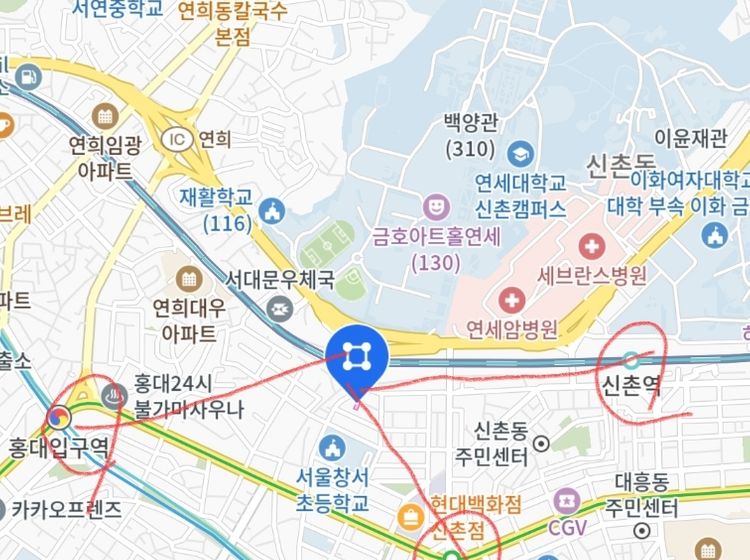 서연중학교
연희동칼국수
본점
소
연희임광
아파트
IC
연희
백양관
(310)
이윤재관
신촌동
연세대학교
신촌캠퍼스
이화여자대학교
대학 부속 이화 금
재활학교
(116)
브레
금호아트홀연세
(130)
세브란스병원
연세암병원
서대문우체국
연희대우
아파트
파트
출소
신촌역
홍대24시
불가마사우나
홍대입구역
신촌동
주민센터
서울창서
초등학교
대흥동
주민센터
카카오프렌즈
현대백화점
신촌점
CGV